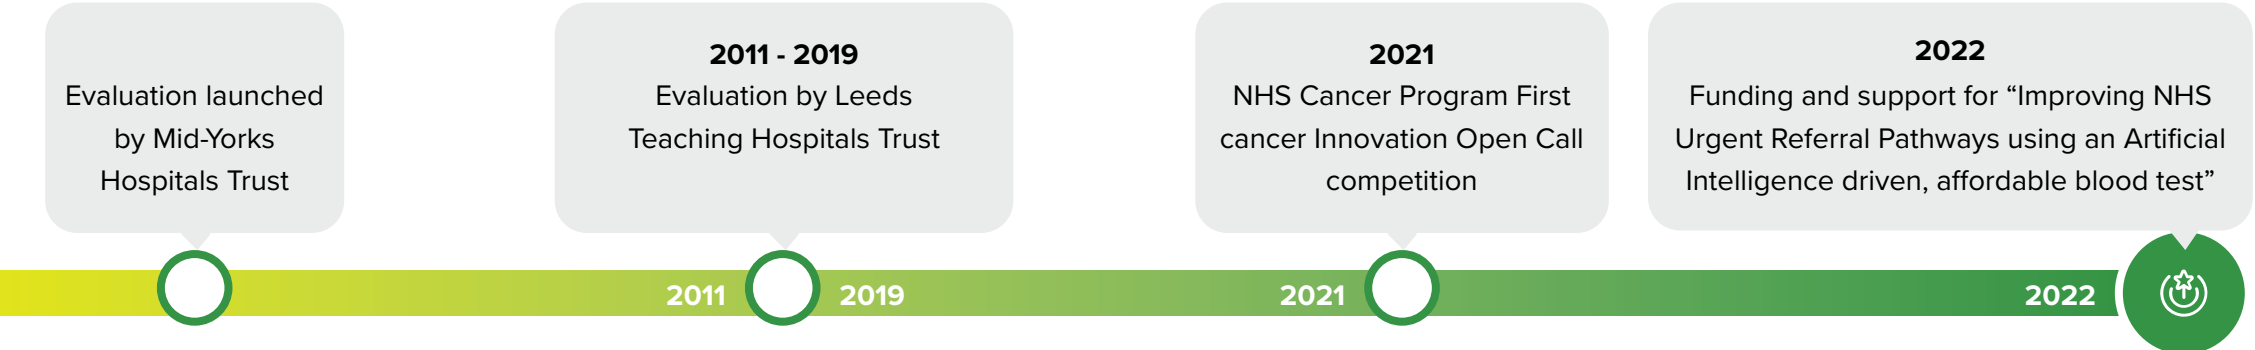 Evaluation launched
by Mid-Yorks
Hospitals Trust
2011 - 2019
Evaluation by Leeds
Teaching Hospitals Trust
2021
NHS Cancer Program First
cancer Innovation Open Call
competition
2022
Funding and support for “Improving NHS
Urgent Referral Pathways using an Artificial
Intelligence driven, affordable blood test”
2011
2019
2021
2022